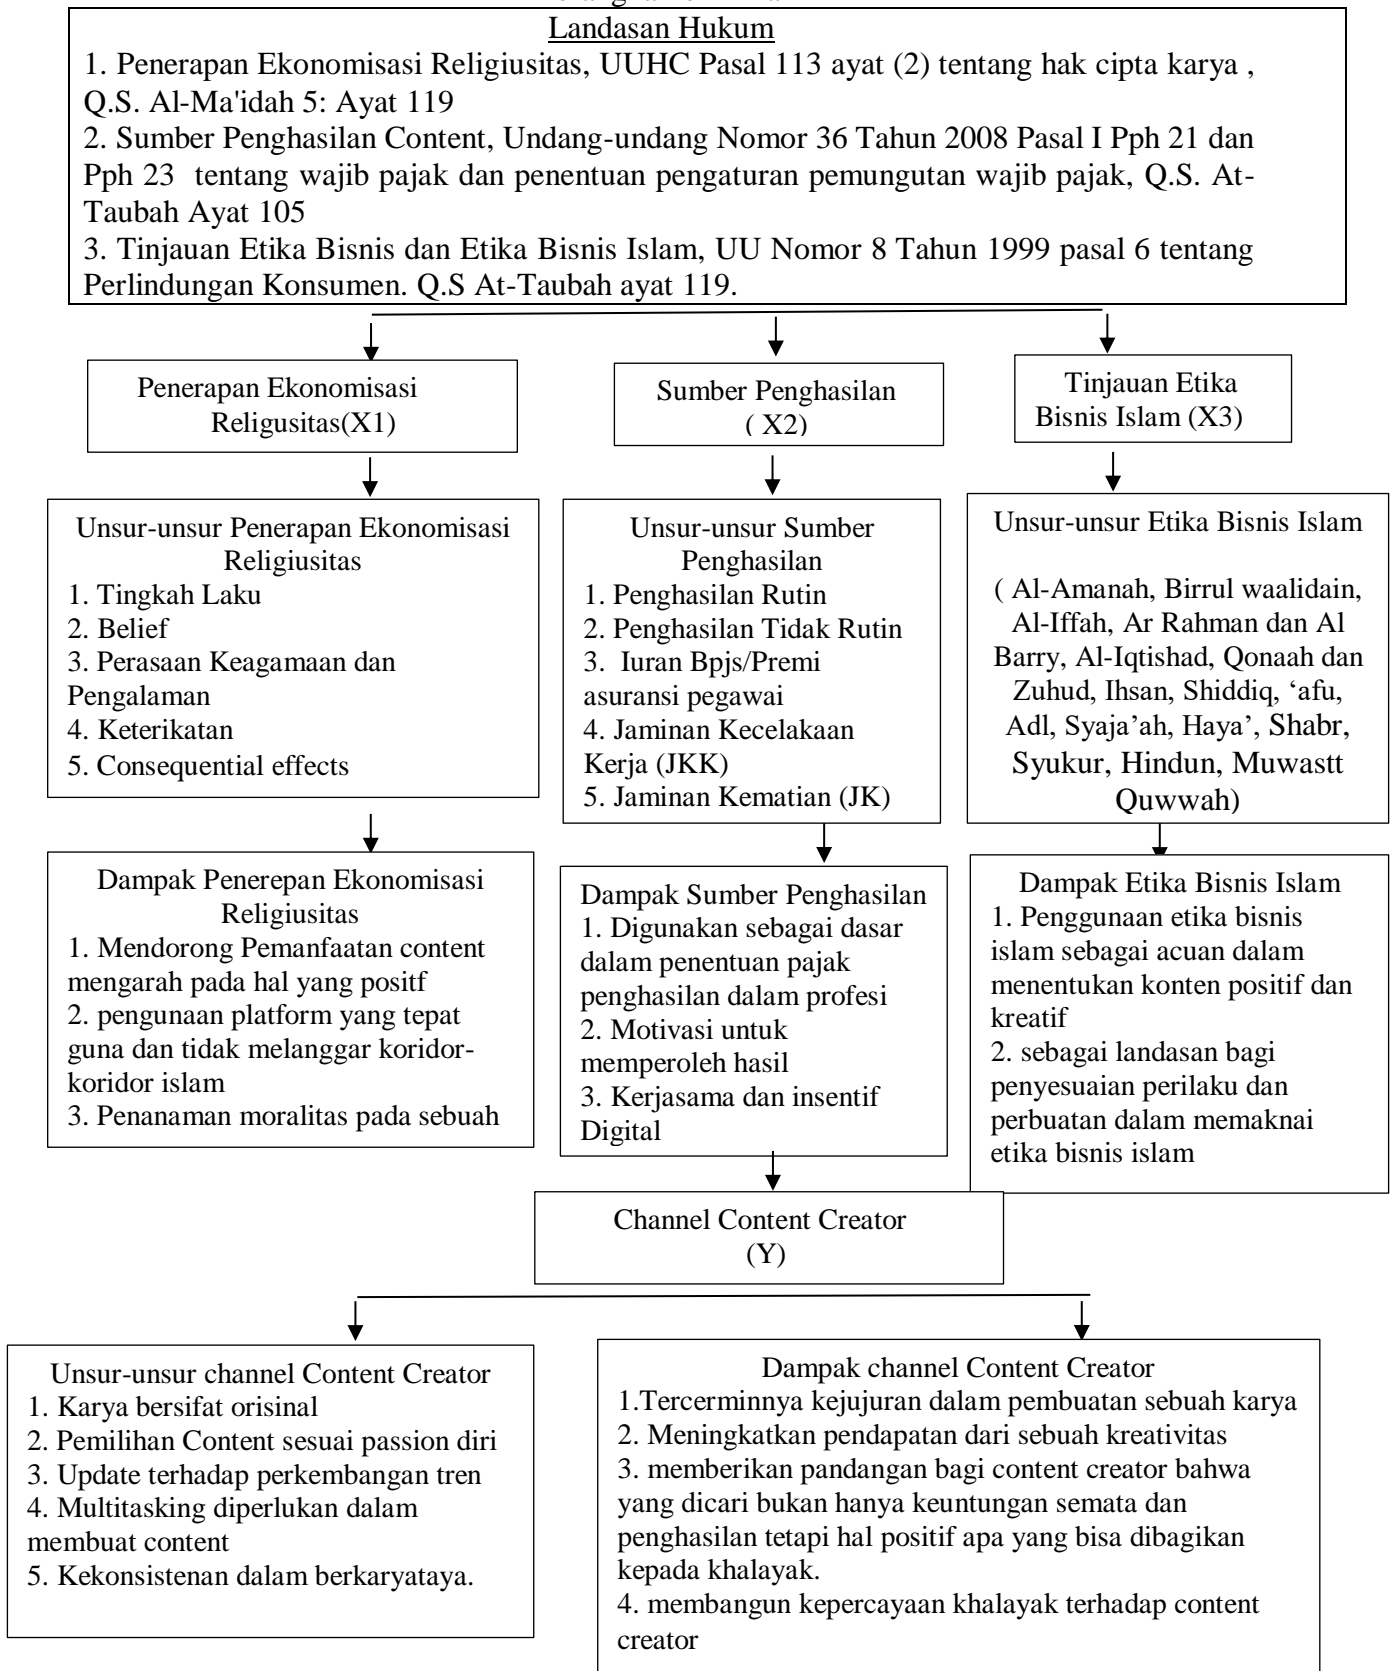 Landasan Hukum
1. Penerapan Ekonomisasi Religiusitas, UUHC Pasal 113 ayat (2) tentang hak cipta karya ,
Q.S. Al-Ma'idah 5: Ayat 119
2. Sumber Penghasilan Content, Undang-undang Nomor 36 Tahun 2008 Pasal I Pph 21 dan
Pph 23 tentang wajib pajak dan penentuan pengaturan pemungutan wajib pajak, Q.S. At-
Taubah Ayat 105
3. Tinjauan Etika Bisnis dan Etika Bisnis Islam, UU Nomor 8 Tahun 1999 pasal 6 tentang
Perlindungan Konsumen. Q.S At-Taubah ayat 119.
Penerapan Ekonomisasi
Religusitas(X1)
Sumber Penghasilan
( X2)
Tinjauan Etika
Bisnis Islam (X3)
Unsur-unsur Penerapan Ekonomisasi
Religiusitas
1. Tingkah Laku
2. Belief
3. Perasaan Keagamaan dan
Pengalaman
4. Keterikatan
5. Consequential effects
Unsur-unsur Sumber
Penghasilan
1. Penghasilan Rutin
2. Penghasilan Tidak Rutin
3. Iuran Bpjs/Premi
asuransi pegawai
4. Jaminan Kecelakaan
Kerja (JKK)
5. Jaminan Kematian (JK)
Unsur-unsur Etika Bisnis Islam
( Al-Amanah, Birrul waalidain,
Al-Iffah, Ar Rahman dan Al
Barry, Al-Iqtishad, Qonaah dan
Zuhud, Ihsan, Shiddiq, ‘afu,
Adl, Syaja’ah, Haya’, Shabr,
Syukur, Hindun, Muwastt
Quwwah)
Dampak Penerepan Ekonomisasi
Religiusitas
1. Mendorong Pemanfaatan content
mengarah pada hal yang positf
2. pengunaan platform yang tepat
guna dan tidak melanggar koridor-
koridor islam
3. Penanaman moralitas pada sebuah
Dampak Sumber Penghasilan
1. Digunakan sebagai dasar
dalam penentuan pajak
penghasilan dalam profesi
2. Motivasi untuk
memperoleh hasil
3. Kerjasama dan insentif
Digital
Dampak Etika Bisnis Islam
1. Penggunaan etika bisnis
islam sebagai acuan dalam
menentukan konten positif dan
kreatif
2. sebagai landasan bagi
penyesuaian perilaku dan
perbuatan dalam memaknai
etika bisnis islam
Channel Content Creator
(Y)
Unsur-unsur channel Content Creator
1. Karya bersifat orisinal
2. Pemilihan Content sesuai passion diri
3. Update terhadap perkembangan tren
4. Multitasking diperlukan dalam
membuat content
5. Kekonsistenan dalam berkaryataya.
Dampak channel Content Creator
1.Tercerminnya kejujuran dalam pembuatan sebuah karya
2. Meningkatkan pendapatan dari sebuah kreativitas
3. memberikan pandangan bagi content creator bahwa
yang dicari bukan hanya keuntungan semata dan
penghasilan tetapi hal positif apa yang bisa dibagikan
kepada khalayak.
4. membangun kepercayaan khalayak terhadap content
creator